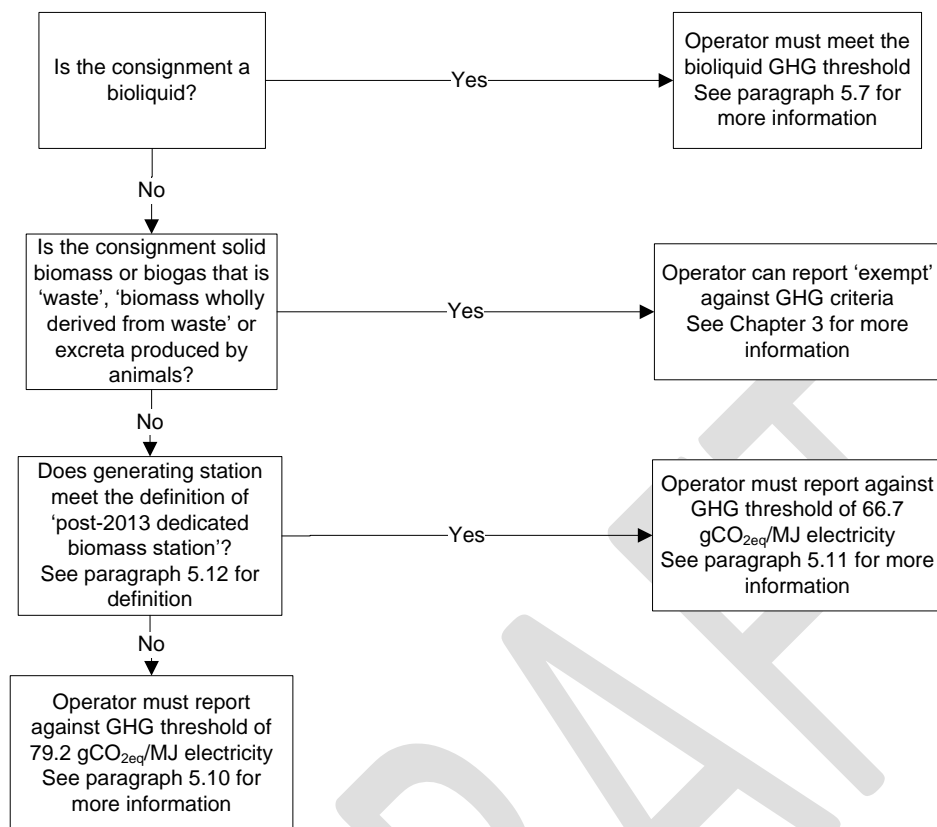 Is the consignment a
bioliquid?
Yes
Operator must meet the
bioliquid GHG threshold
See paragraph 5.7 for
more information
No
Is the consignment solid
biomass or biogas that is
‘waste’, ‘biomass wholly
derived from waste’ or
excreta produced by
animals?
Yes
Operator can report ‘exempt’
against GHG criteria
See Chapter 3 for more
information
No
Does generating station
meet the definition of
‘post-2013 dedicated
biomass station’?
See paragraph 5.12 for
definition
Yes
Operator must report against
GHG threshold of 66.7
gCO2eq/MJ electricity
See paragraph 5.11 for more
information
No
Operator must report
against GHG threshold of
79.2 gCO2eq/MJ electricity
See paragraph 5.10 for
more information